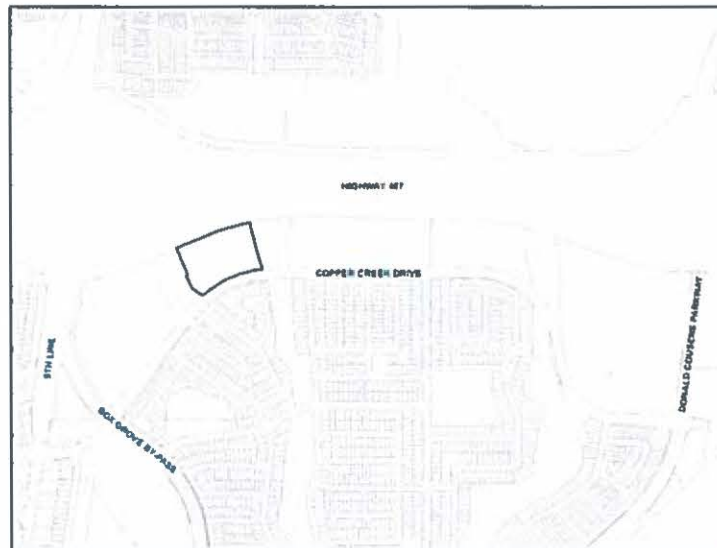 HIGHWAY 407
COPPER CREEK DRIVE
9TH LINE
BOX GROVE BY-PASS
DONALD COUSENS PARKWAY